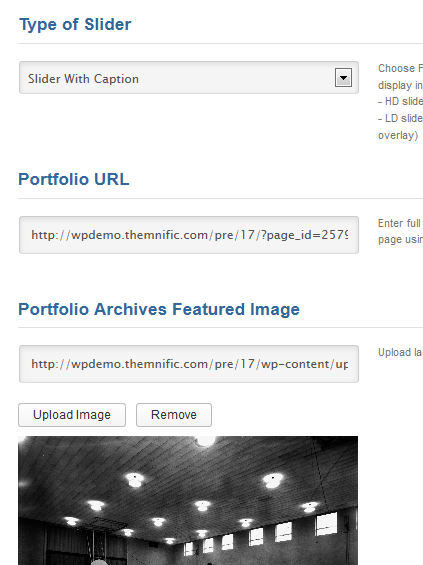 Type of Slider
Slider With Caption
Choose F
display in
- HD slide
- LD slide
overlay)
Portfolio URL
http://wpdemo.themnific.com/pre/17/?page_id=2579
Enter full
page usin
Portfolio Archives Featured Image
http://wpdemo.themnific.com/pre/17/wp-content/up
Upload la
Upload Image
Remove